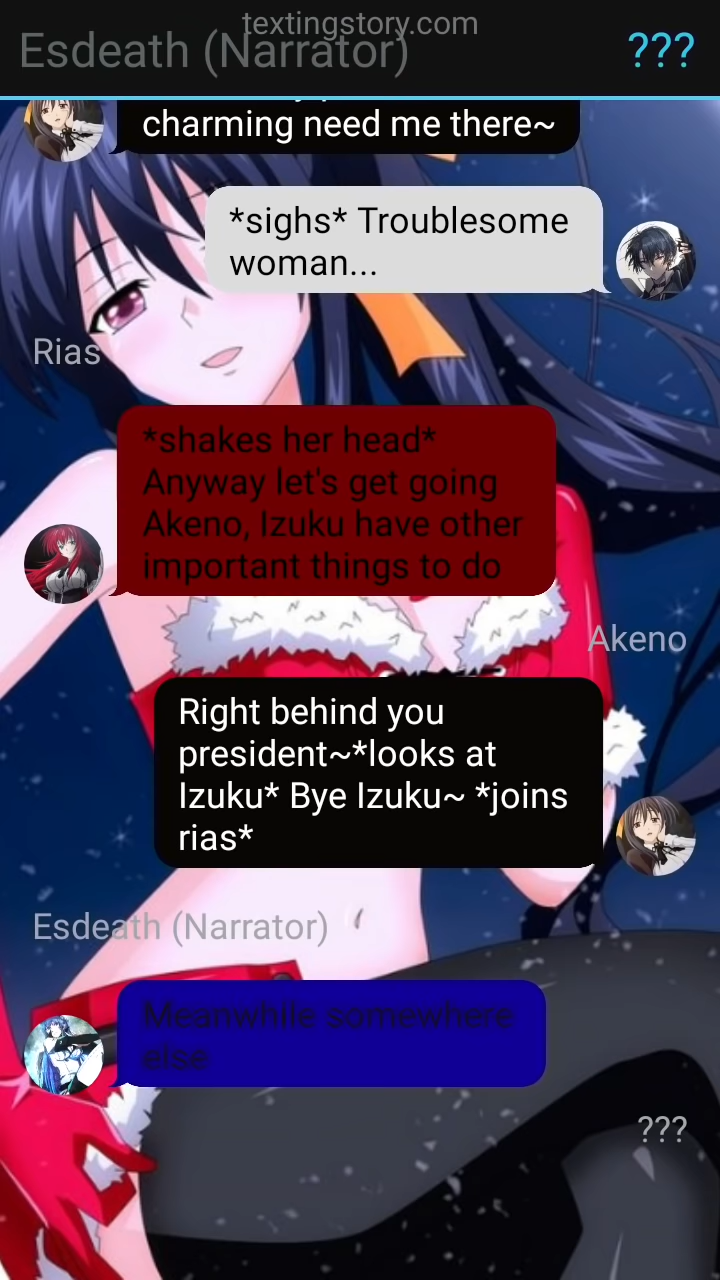 textingstory.com
Esdeath (Narrator)
???
charming need me there~
*sighs* Troublesome
woman...
Rias
*shakes her head*
Anyway let's get going
Akeno, Izuku have other
important things to do
Akeno
Right behind you
president~*looks at
Izuku* Bye Izuku~ *joins
rias*
Esdeath (Narrator)
Meanwhile somewhere
else
???